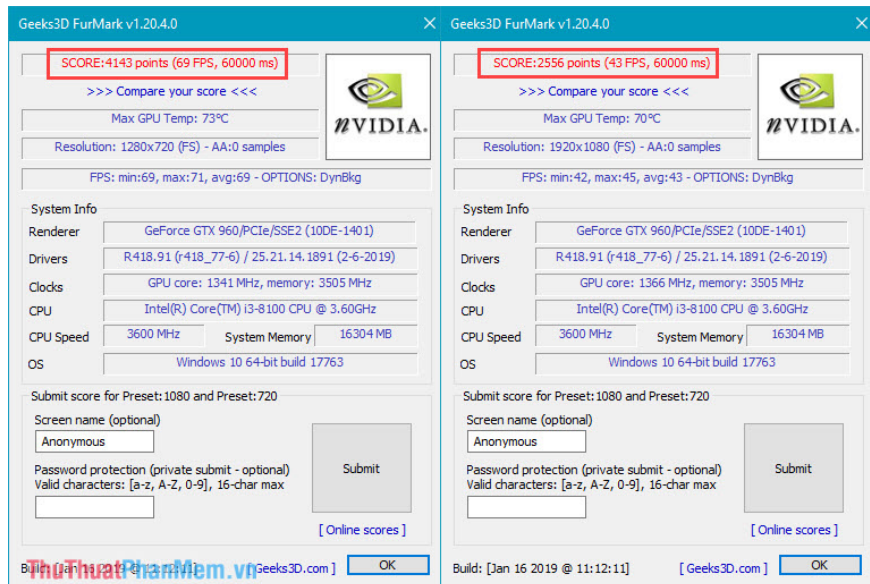 Geeks3D FurMark v1.20.4.0
SCORE:4143 points (69 FPS, 60000 ms)
>>> Compare your score <<<
Max GPU Temp: 73°C
Resolution: 1280x720 (FS) - AA:0 samples
nVIDIA.
FPS: min:69, max:71, avg:69 - OPTIONS: DynBkg
System Info
Renderer GeForce GTX 960/PCIe/SSE2 (10DE-1401)
Drivers R418.91 (r418_77-6) / 25.21.14.1891 (2-6-2019)
Clocks GPU core: 1341 MHz, memory: 3505 MHz
CPU Intel(R) Core(TM) i3-8100 CPU @ 3.60GHz
CPU Speed 3600 MHz System Memory 16304 MB
OS Windows 10 64-bit build 17763
Submit score for Preset:1080 and Preset:720
Screen name (optional)
Anonymous
Password protection (private submit - optional)
Valid characters: [a-z, A-Z, 0-9], 16-char max
Submit
[ Online scores ]
Build: [Jan 16 2019 @ 11:12:11] [ Geeks3D.com ] OK
ThuThuatPhanMem.vn
Geeks3D FurMark v1.20.4.0
SCORE:2556 points (43 FPS, 60000 ms)
>>> Compare your score <<<
Max GPU Temp: 70°C
Resolution: 1920x1080 (FS) - AA:0 samples
nVIDIA.
FPS: min:42, max:45, avg:43 - OPTIONS: DynBkg
System Info
Renderer GeForce GTX 960/PCIe/SSE2 (10DE-1401)
Drivers R418.91 (r418_77-6) / 25.21.14.1891 (2-6-2019)
Clocks GPU core: 1366 MHz, memory: 3505 MHz
CPU Intel(R) Core(TM) i3-8100 CPU @ 3.60GHz
CPU Speed 3600 MHz System Memory 16304 MB
OS Windows 10 64-bit build 17763
Submit score for Preset:1080 and Preset:720
Screen name (optional)
Anonymous
Password protection (private submit - optional)
Valid characters: [a-z, A-Z, 0-9], 16-char max
Submit
[ Online scores ]
Build: [Jan 16 2019 @ 11:12:11] [ Geeks3D.com ] OK